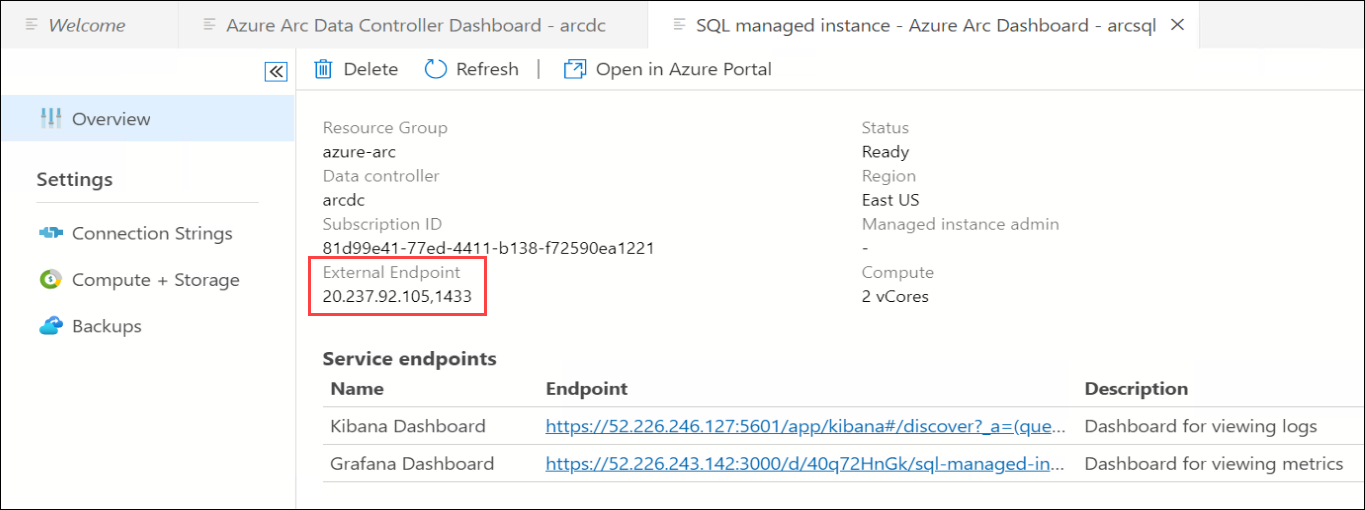 Welcome
Azure Arc Data Controller Dashboard - arcdc
SQL managed instance - Azure Arc Dashboard - arcsql
Delete
Refresh
Open in Azure Portal
Overview
Settings
Connection Strings
Compute + Storage
Backups
Resource Group
azure-arc
Data controller
arcdc
Subscription ID
81d99e41-77ed-4411-b138-f72590ea1221
External Endpoint
20.237.92.105,1433
Status
Ready
Region
East US
Managed instance admin
-
Compute
2 vCores
Service endpoints
Name Endpoint Description
Kibana Dashboard https://52.226.246.127:5601/app/kibana#/discover?_a=(que... Dashboard for viewing logs
Grafana Dashboard https://52.226.243.142:3000/d/40q72HnGk/sql-managed-in... Dashboard for viewing metrics